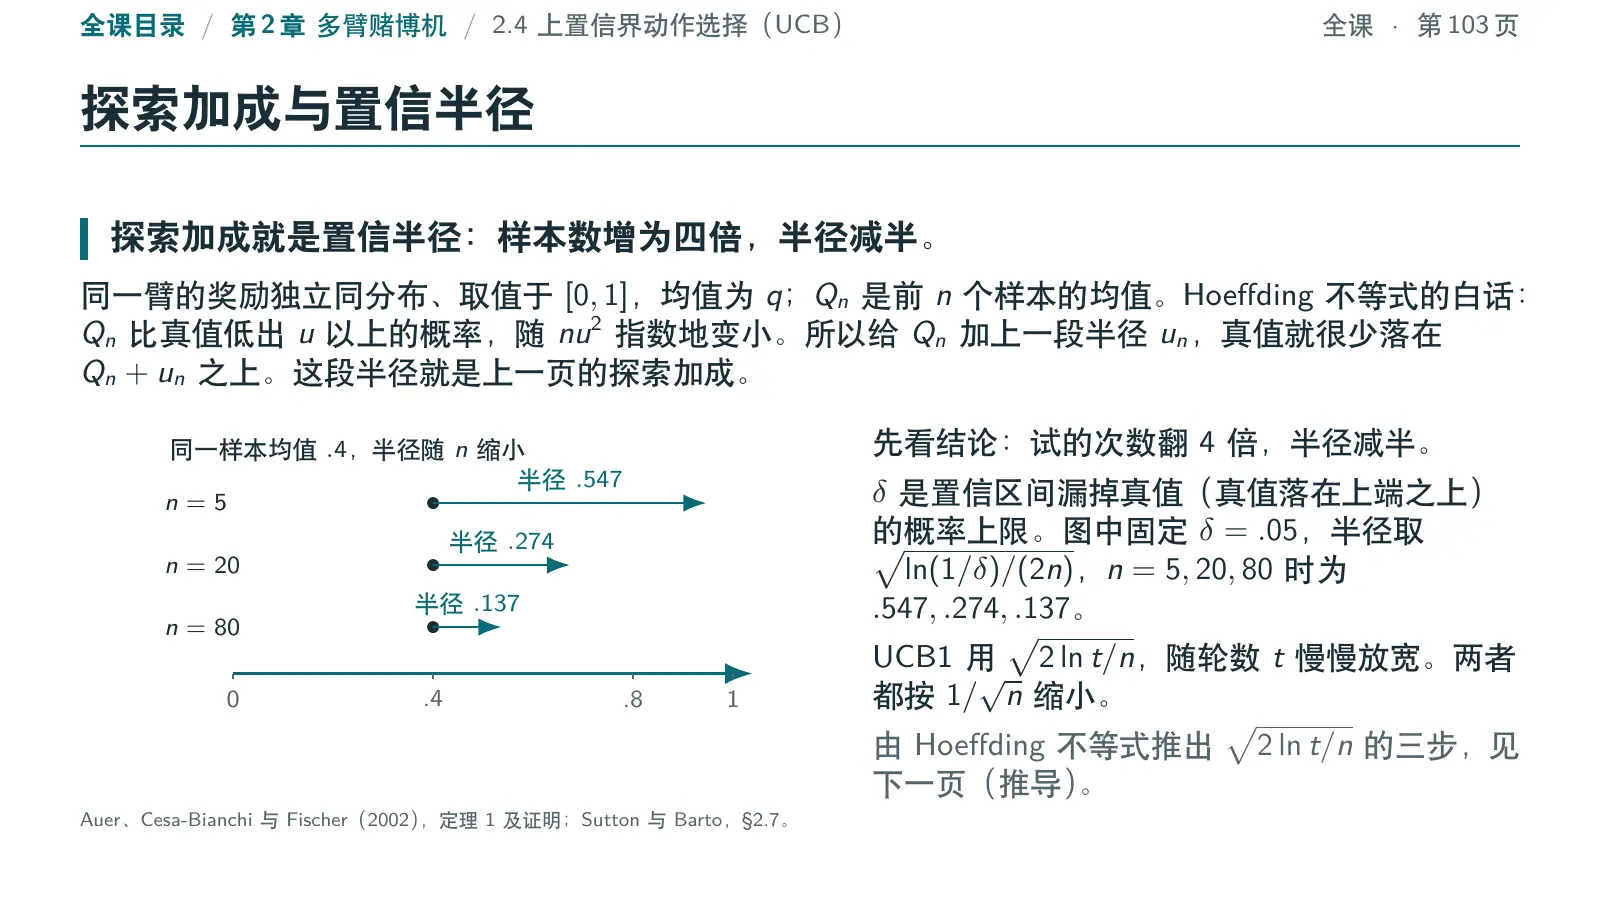 全课目录 / 第 2 章 多臂赌博机 / 2.4 上置信界动作选择（UCB）
全课 · 第 103 页
探索加成与置信半径
探索加成就是置信半径：样本数增为四倍，半径减半。
同一臂的奖励独立同分布、取值于 [0, 1]，均值为 q；Qₙ 是前 n 个样本的均值。Hoeffding 不等式的白话：
Qₙ 比真值低出 u 以上的概率，随 nu² 指数地变小。所以给 Qₙ 加上一段半径 uₙ，真值就很少落在
Qₙ + uₙ 之上。这段半径就是上一页的探索加成。
同一样本均值 .4，半径随 n 缩小
半径 .547
n = 5
半径 .274
n = 20
半径 .137
n = 80
0 .4 .8 1
先看结论：试的次数翻 4 倍，半径减半。
δ 是置信区间漏掉真值（真值落在上端之上）
的概率上限。图中固定 δ = .05，半径取
√ln(1/δ)/(2n)，n = 5, 20, 80 时为
.547, .274, .137。
UCB1 用 √2 ln t/n，随轮数 t 慢慢放宽。两者
都按 1/√n 缩小。
由 Hoeffding 不等式推出 √2 ln t/n 的三步，见
下一页（推导）。
Auer、Cesa-Bianchi 与 Fischer（2002），定理 1 及证明；Sutton 与 Barto，§2.7。